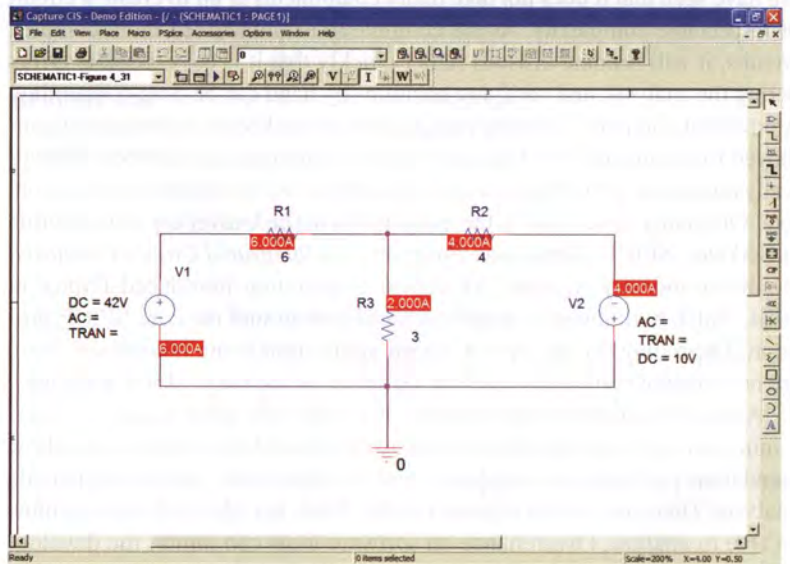 Capture CIS - Demo Edition - [/ - (SCHEMATIC1 : PAGE1)]
File Edit View Place Macro PSpice Accessories Options Window Help
SCHEMATIC1-Figure 4_31
V I W
R1
6.000A
6
R2
4.000A
4
V1
DC = 42V
AC =
TRAN =
6.000A
R3
2.000A
3
V2
4.000A
AC =
TRAN =
DC = 10V
0
Ready
0 items selected
Scale=200% X=4.00 Y=0.50